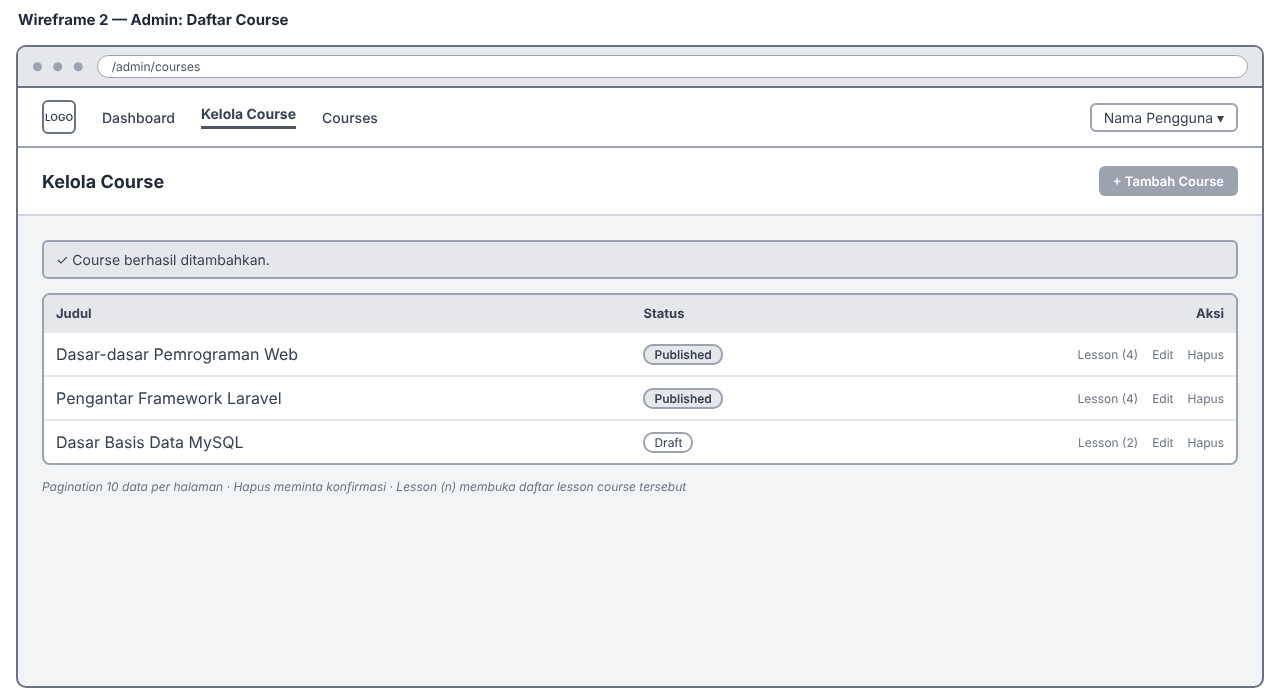 Wireframe 2 — Admin: Daftar Course
/admin/courses
LOGO Dashboard Kelola Course Courses Nama Pengguna ▾
Kelola Course + Tambah Course
✓ Course berhasil ditambahkan.
Judul Status Aksi
Dasar-dasar Pemrograman Web Published Lesson (4) Edit Hapus
Pengantar Framework Laravel Published Lesson (4) Edit Hapus
Dasar Basis Data MySQL Draft Lesson (2) Edit Hapus
Pagination 10 data per halaman · Hapus meminta konfirmasi · Lesson (n) membuka daftar lesson course tersebut